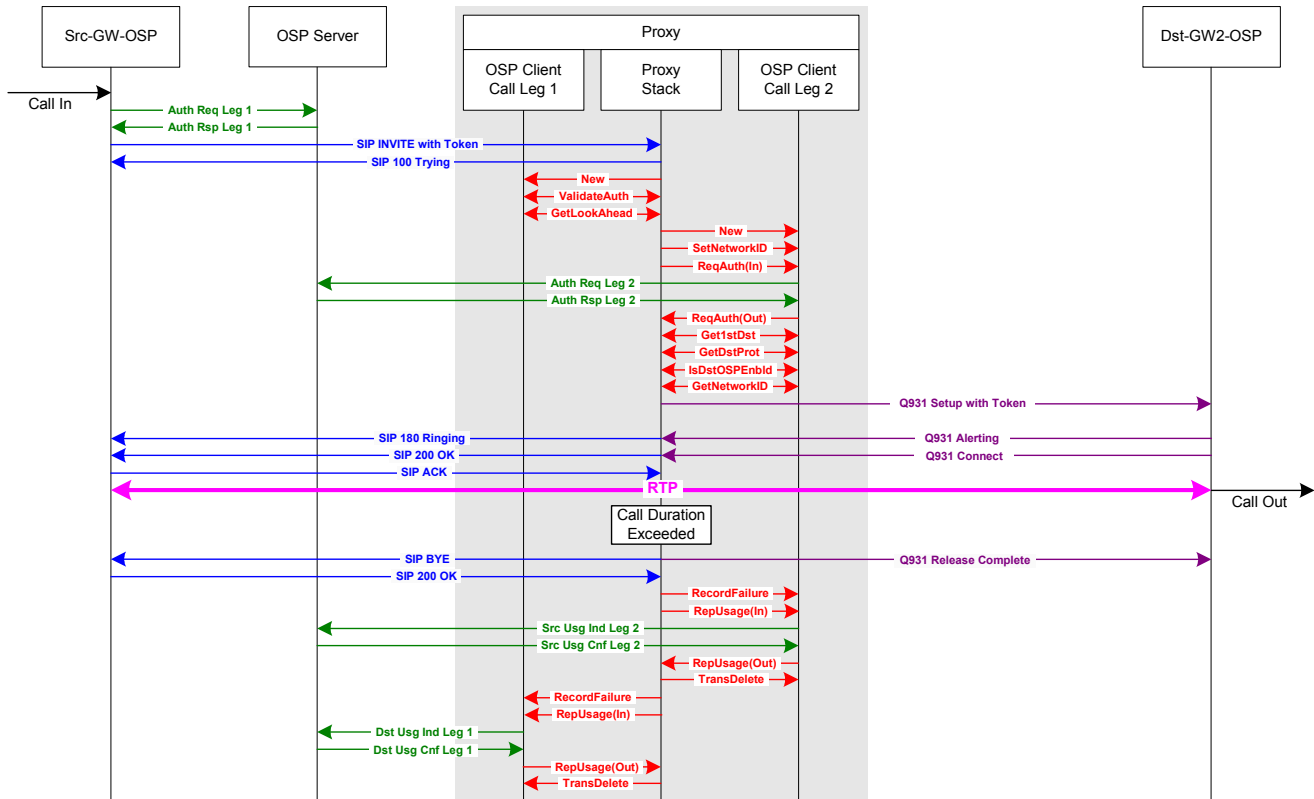 Src-GW-OSP
OSP Server
Proxy
Dst-GW2-OSP
OSP Client
Call Leg 1
Proxy
Stack
OSP Client
Call Leg 2
Call In
Auth Req Leg 1
Auth Rsp Leg 1
SIP INVITE with Token
SIP 100 Trying
New
ValidateAuth
GetLookAhead
New
SetNetworkID
ReqAuth(In)
Auth Req Leg 2
Auth Rsp Leg 2
ReqAuth(Out)
Get1stDst
GetDstProt
IsDstOSPEnbld
GetNetworkID
Q931 Setup with Token
SIP 180 Ringing
Q931 Alerting
SIP 200 OK
Q931 Connect
SIP ACK
RTP
Call Out
Call Duration
Exceeded
SIP BYE
Q931 Release Complete
SIP 200 OK
RecordFailure
RepUsage(In)
Src Usg Ind Leg 2
Src Usg Cnf Leg 2
RepUsage(Out)
TransDelete
RecordFailure
RepUsage(In)
Dst Usg Ind Leg 1
Dst Usg Cnf Leg 1
RepUsage(Out)
TransDelete